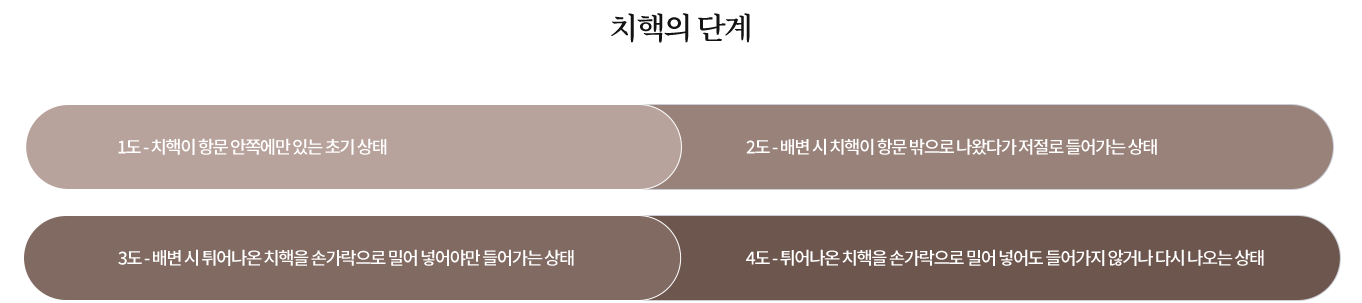 치핵의 단계
1도 - 치핵이 항문 안쪽에만 있는 초기 상태
2도 - 배변 시 치핵이 항문 밖으로 나왔다가 저절로 들어가는 상태
3도 - 배변 시 튀어나온 치핵을 손가락으로 밀어 넣어야만 들어가는 상태
4도 - 튀어나온 치핵을 손가락으로 밀어 넣어도 들어가지 않거나 다시 나오는 상태